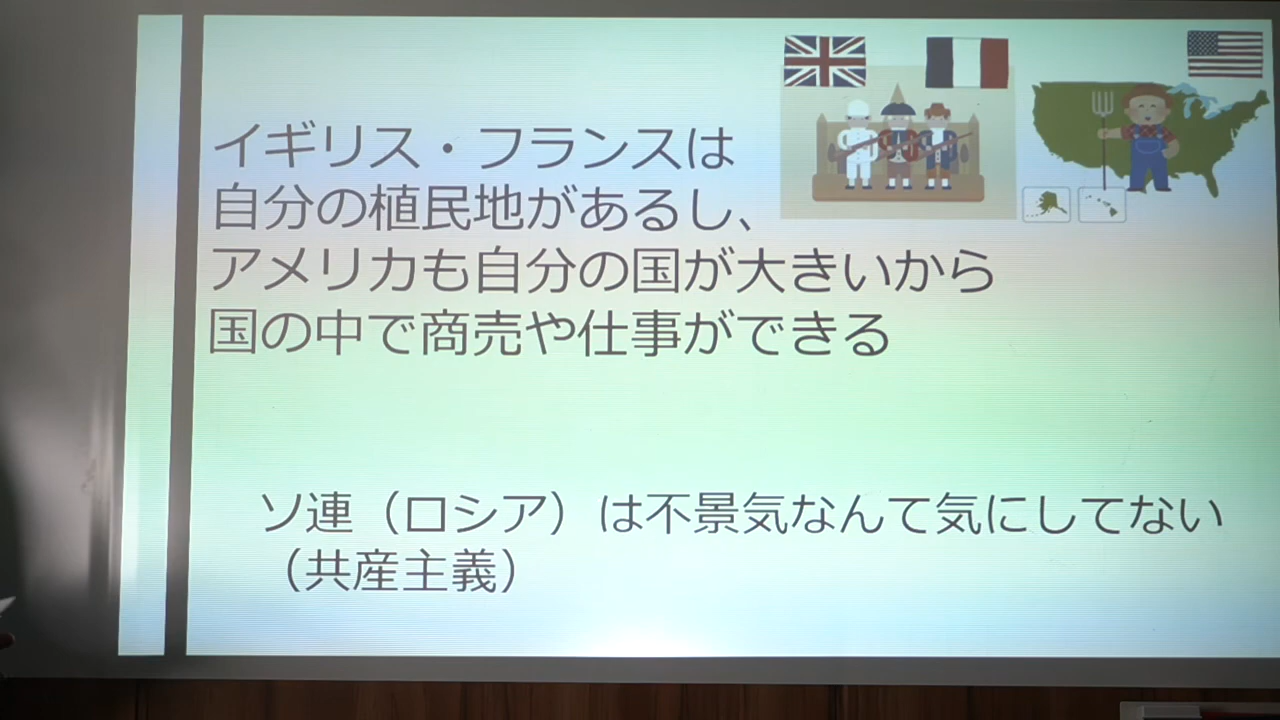 イギリス・フランスは
自分の植民地があるし、
アメリカも自分の国が大きいから
国の中で商売や仕事ができる
ソ連（ロシア）は不景気なんて気にしてない
（共産主義）